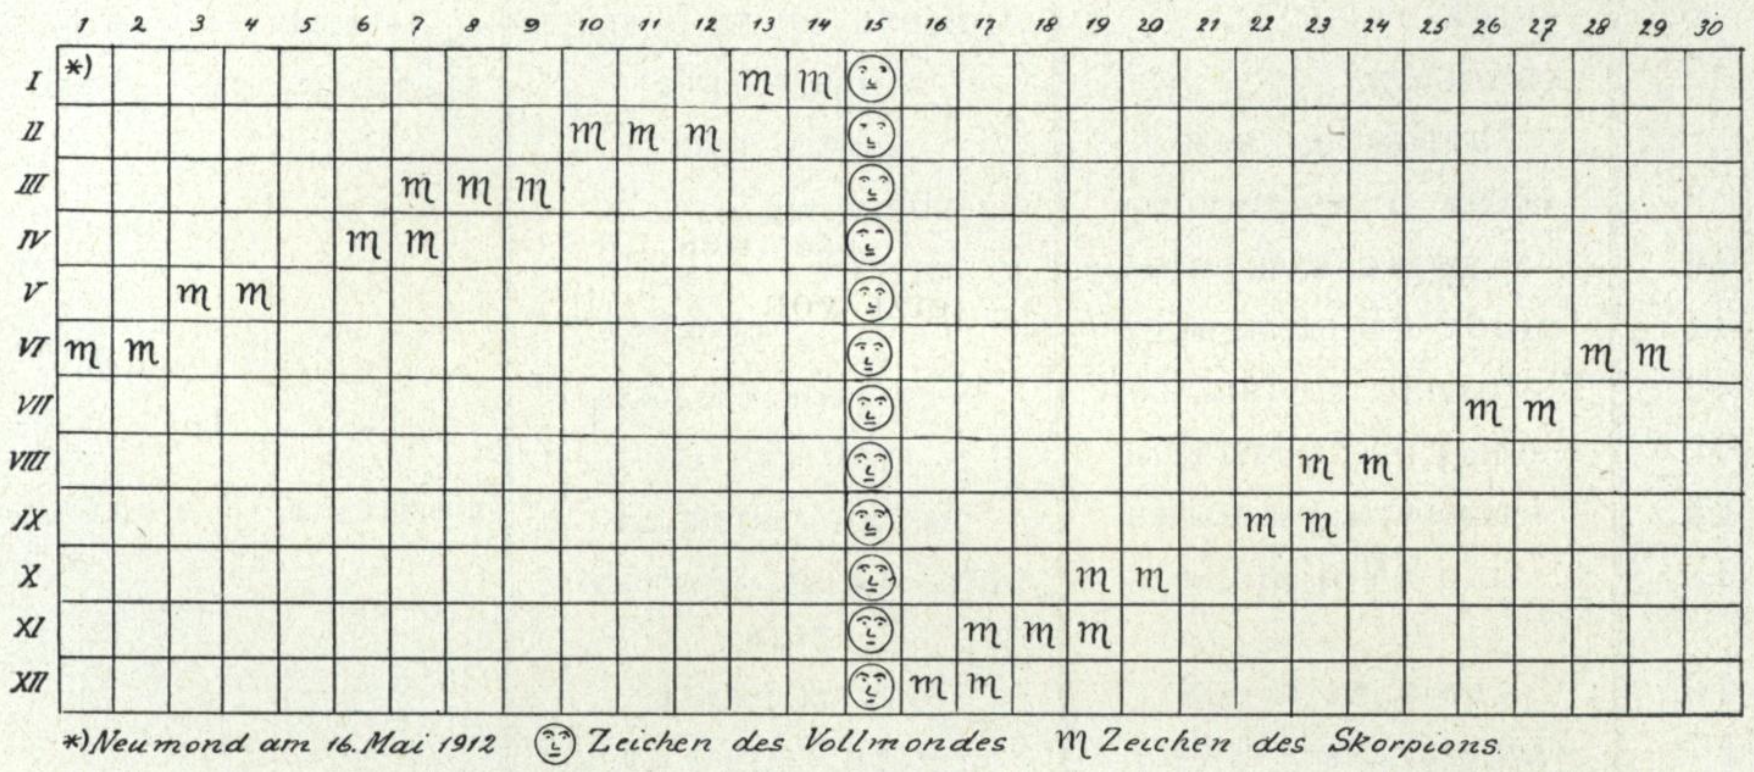 1 2 3 4 5 6 7 8 9 10 11 12 13 14 15 16 17 18 19 20 21 22 23 24 25 26 27 28 29 30
I *) m m
II m m m
III m m m
IV m m
V m m
VI m m m m
VII m m
VIII m m
IX m m
X m m
XI m m m
XII m m
*) Neumond am 16. Mai 1912 Zeichen des Vollmondes m Zeichen des Skorpions.